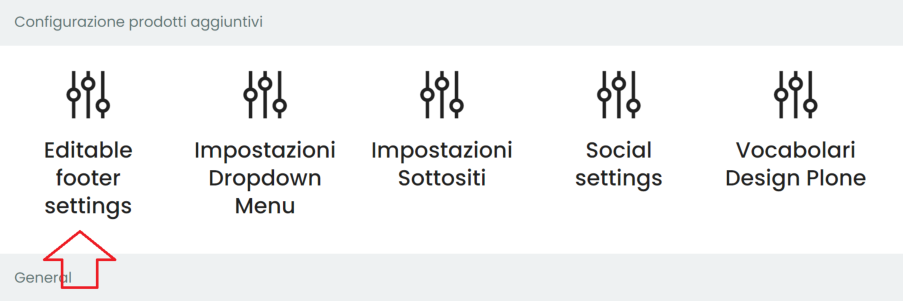 Configurazione prodotti aggiuntivi
Editable
footer
settings
Impostazioni
Dropdown
Menu
Impostazioni
Sottositi
Social
settings
Vocabolari
Design Plone
General